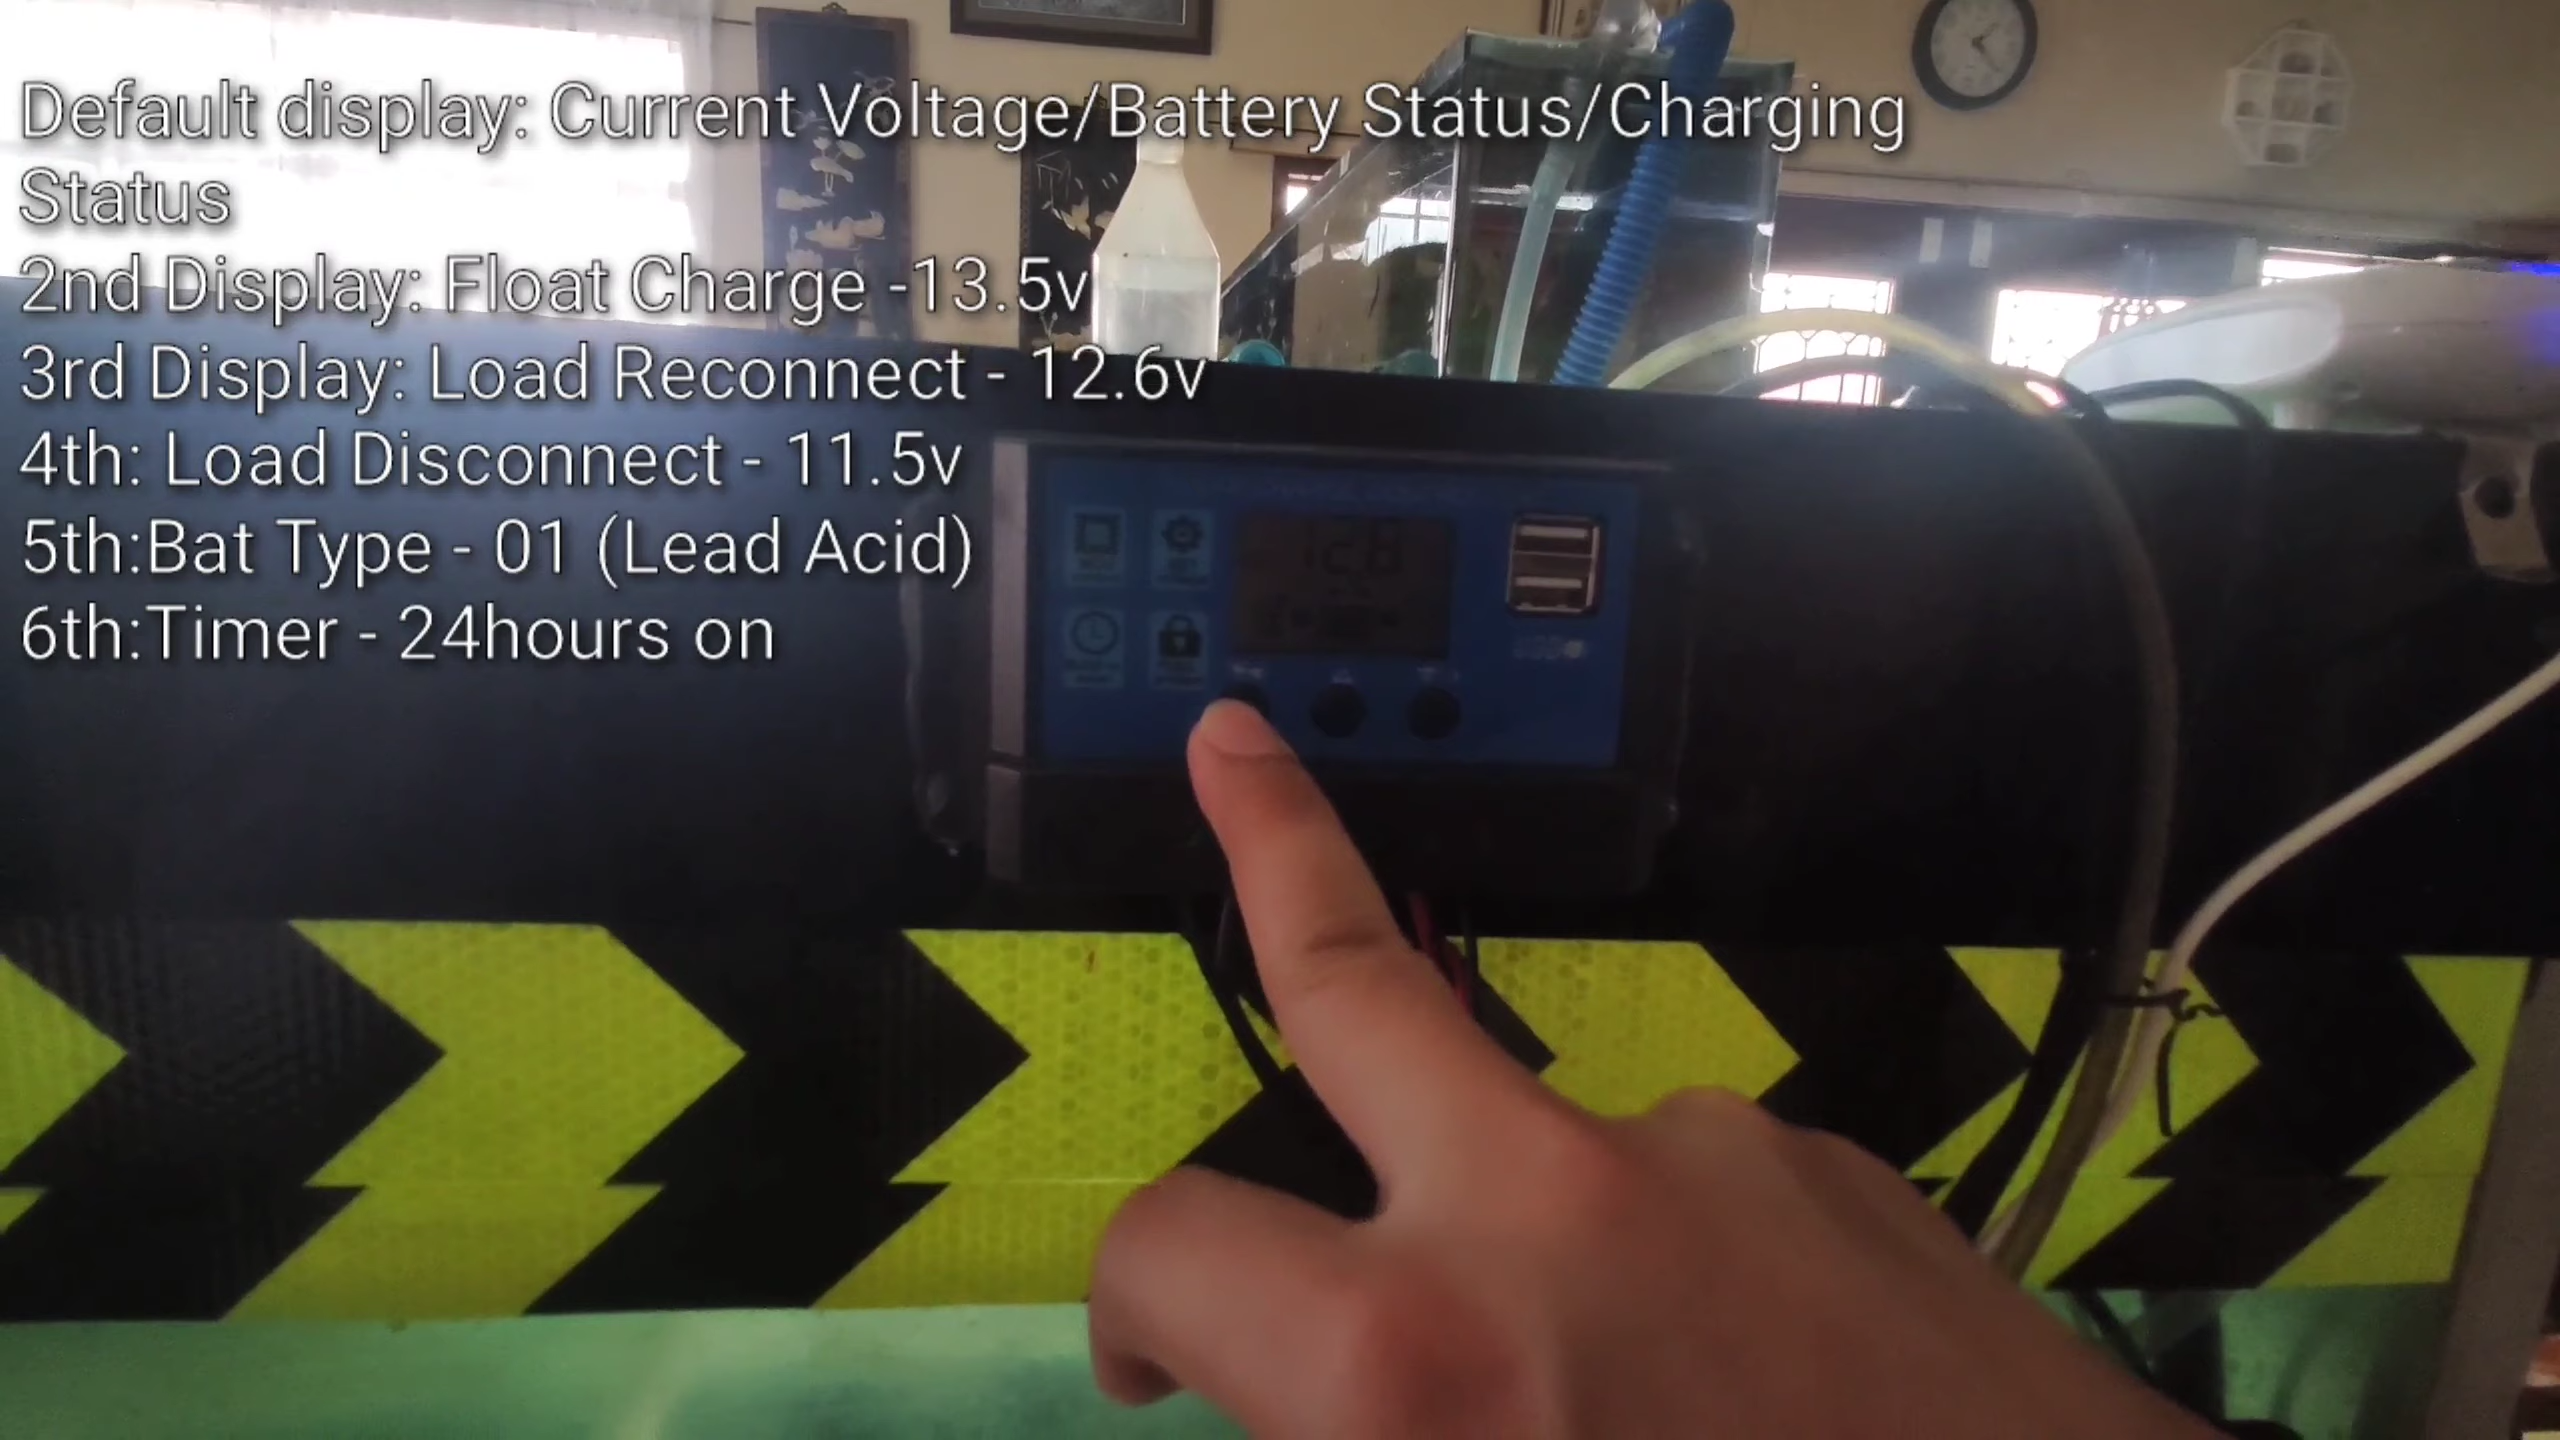 Default display: Current Voltage/Battery Status/Charging
Status
2nd Display: Float Charge -13.5v
3rd Display: Load Reconnect - 12.6v
4th: Load Disconnect - 11.5v
5th:Bat Type - 01 (Lead Acid)
6th:Timer - 24hours on